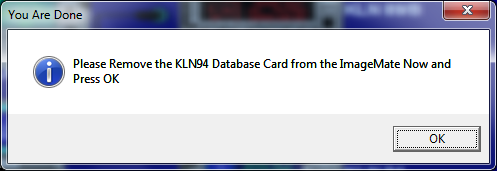 You Are Done
Please Remove the KLN94 Database Card from the ImageMate Now and
Press OK
OK